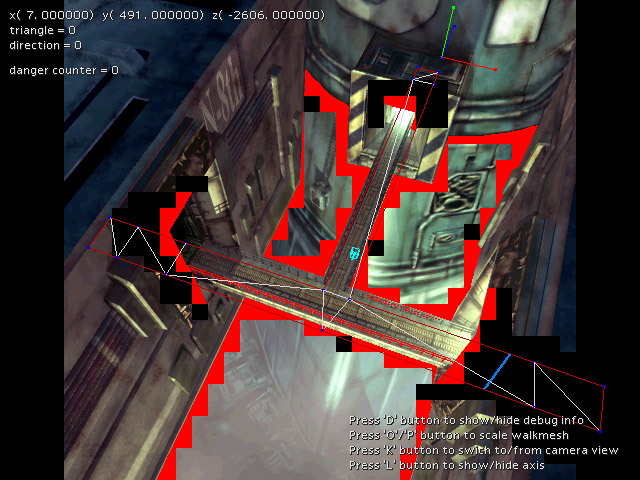 x( 7.000000) y( 491.000000) z( -2606.000000)
triangle = 0
direction = 0
danger counter = 0
Press 'D' button to show/hide debug info
Press 'O'/'P' button to scale walkmesh
Press 'K' button to swich to/from camera view
Press 'L' button to show/hide axis